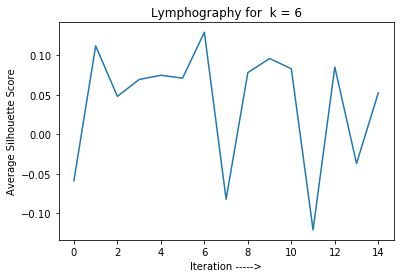 Lymphography for  k = 6
Average Silhouette Score
0.10
0.05
0.00
−0.05
−0.10
0 2 4 6 8 10 12 14
Iteration ----->